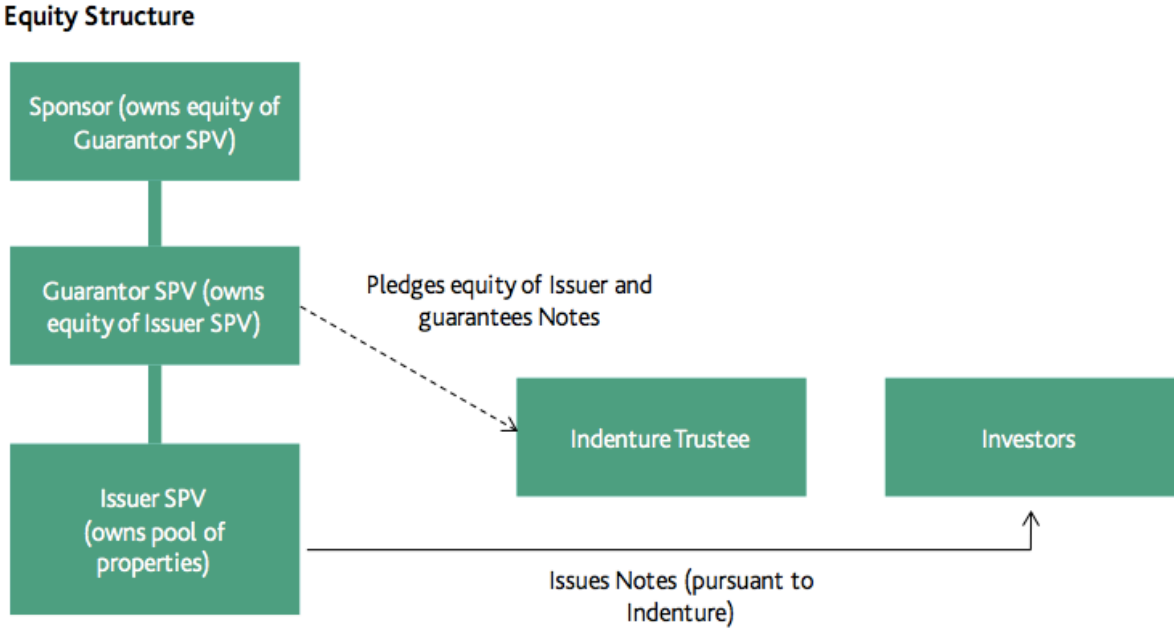 Equity Structure
Sponsor (owns equity of
Guarantor SPV)
Guarantor SPV (owns
equity of Issuer SPV)
Pledges equity of Issuer and
guarantees Notes
Indenture Trustee
Investors
Issuer SPV
(owns pool of
properties)
Issues Notes (pursuant to
Indenture)